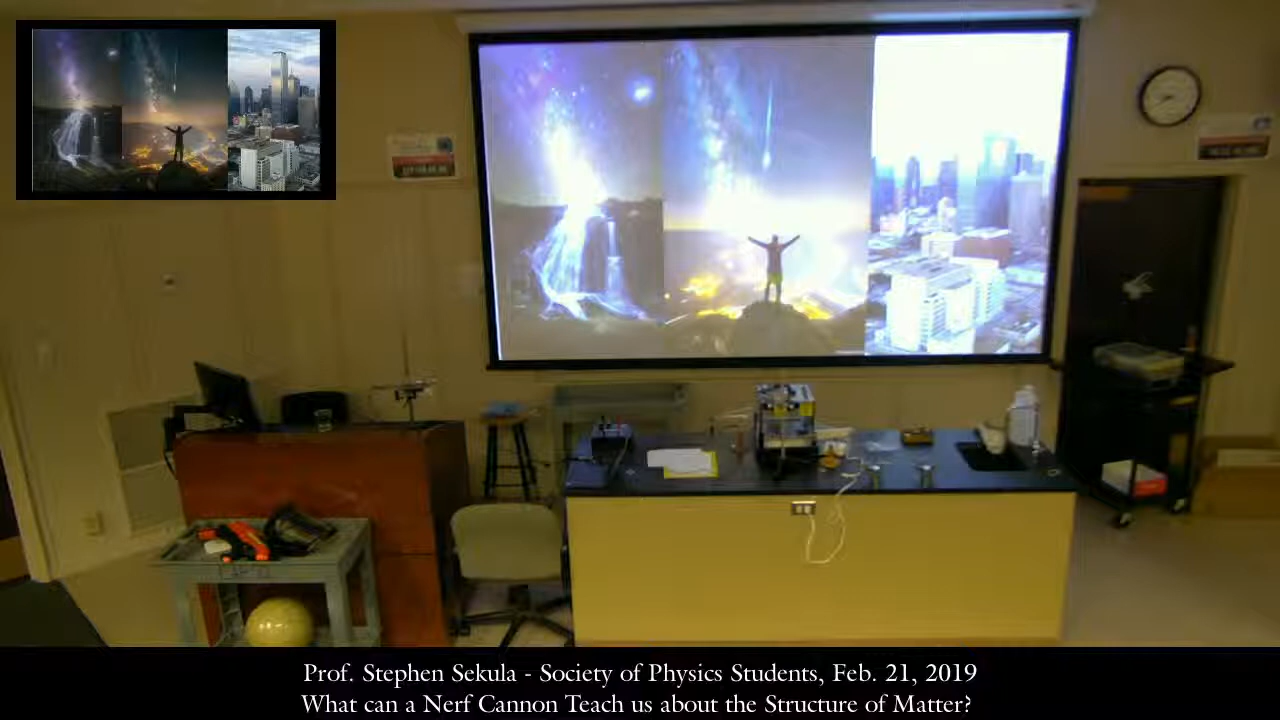 Prof. Stephen Sekula - Society of Physics Students, Feb. 21, 2019
What can a Nerf Cannon Teach us about the Structure of Matter?